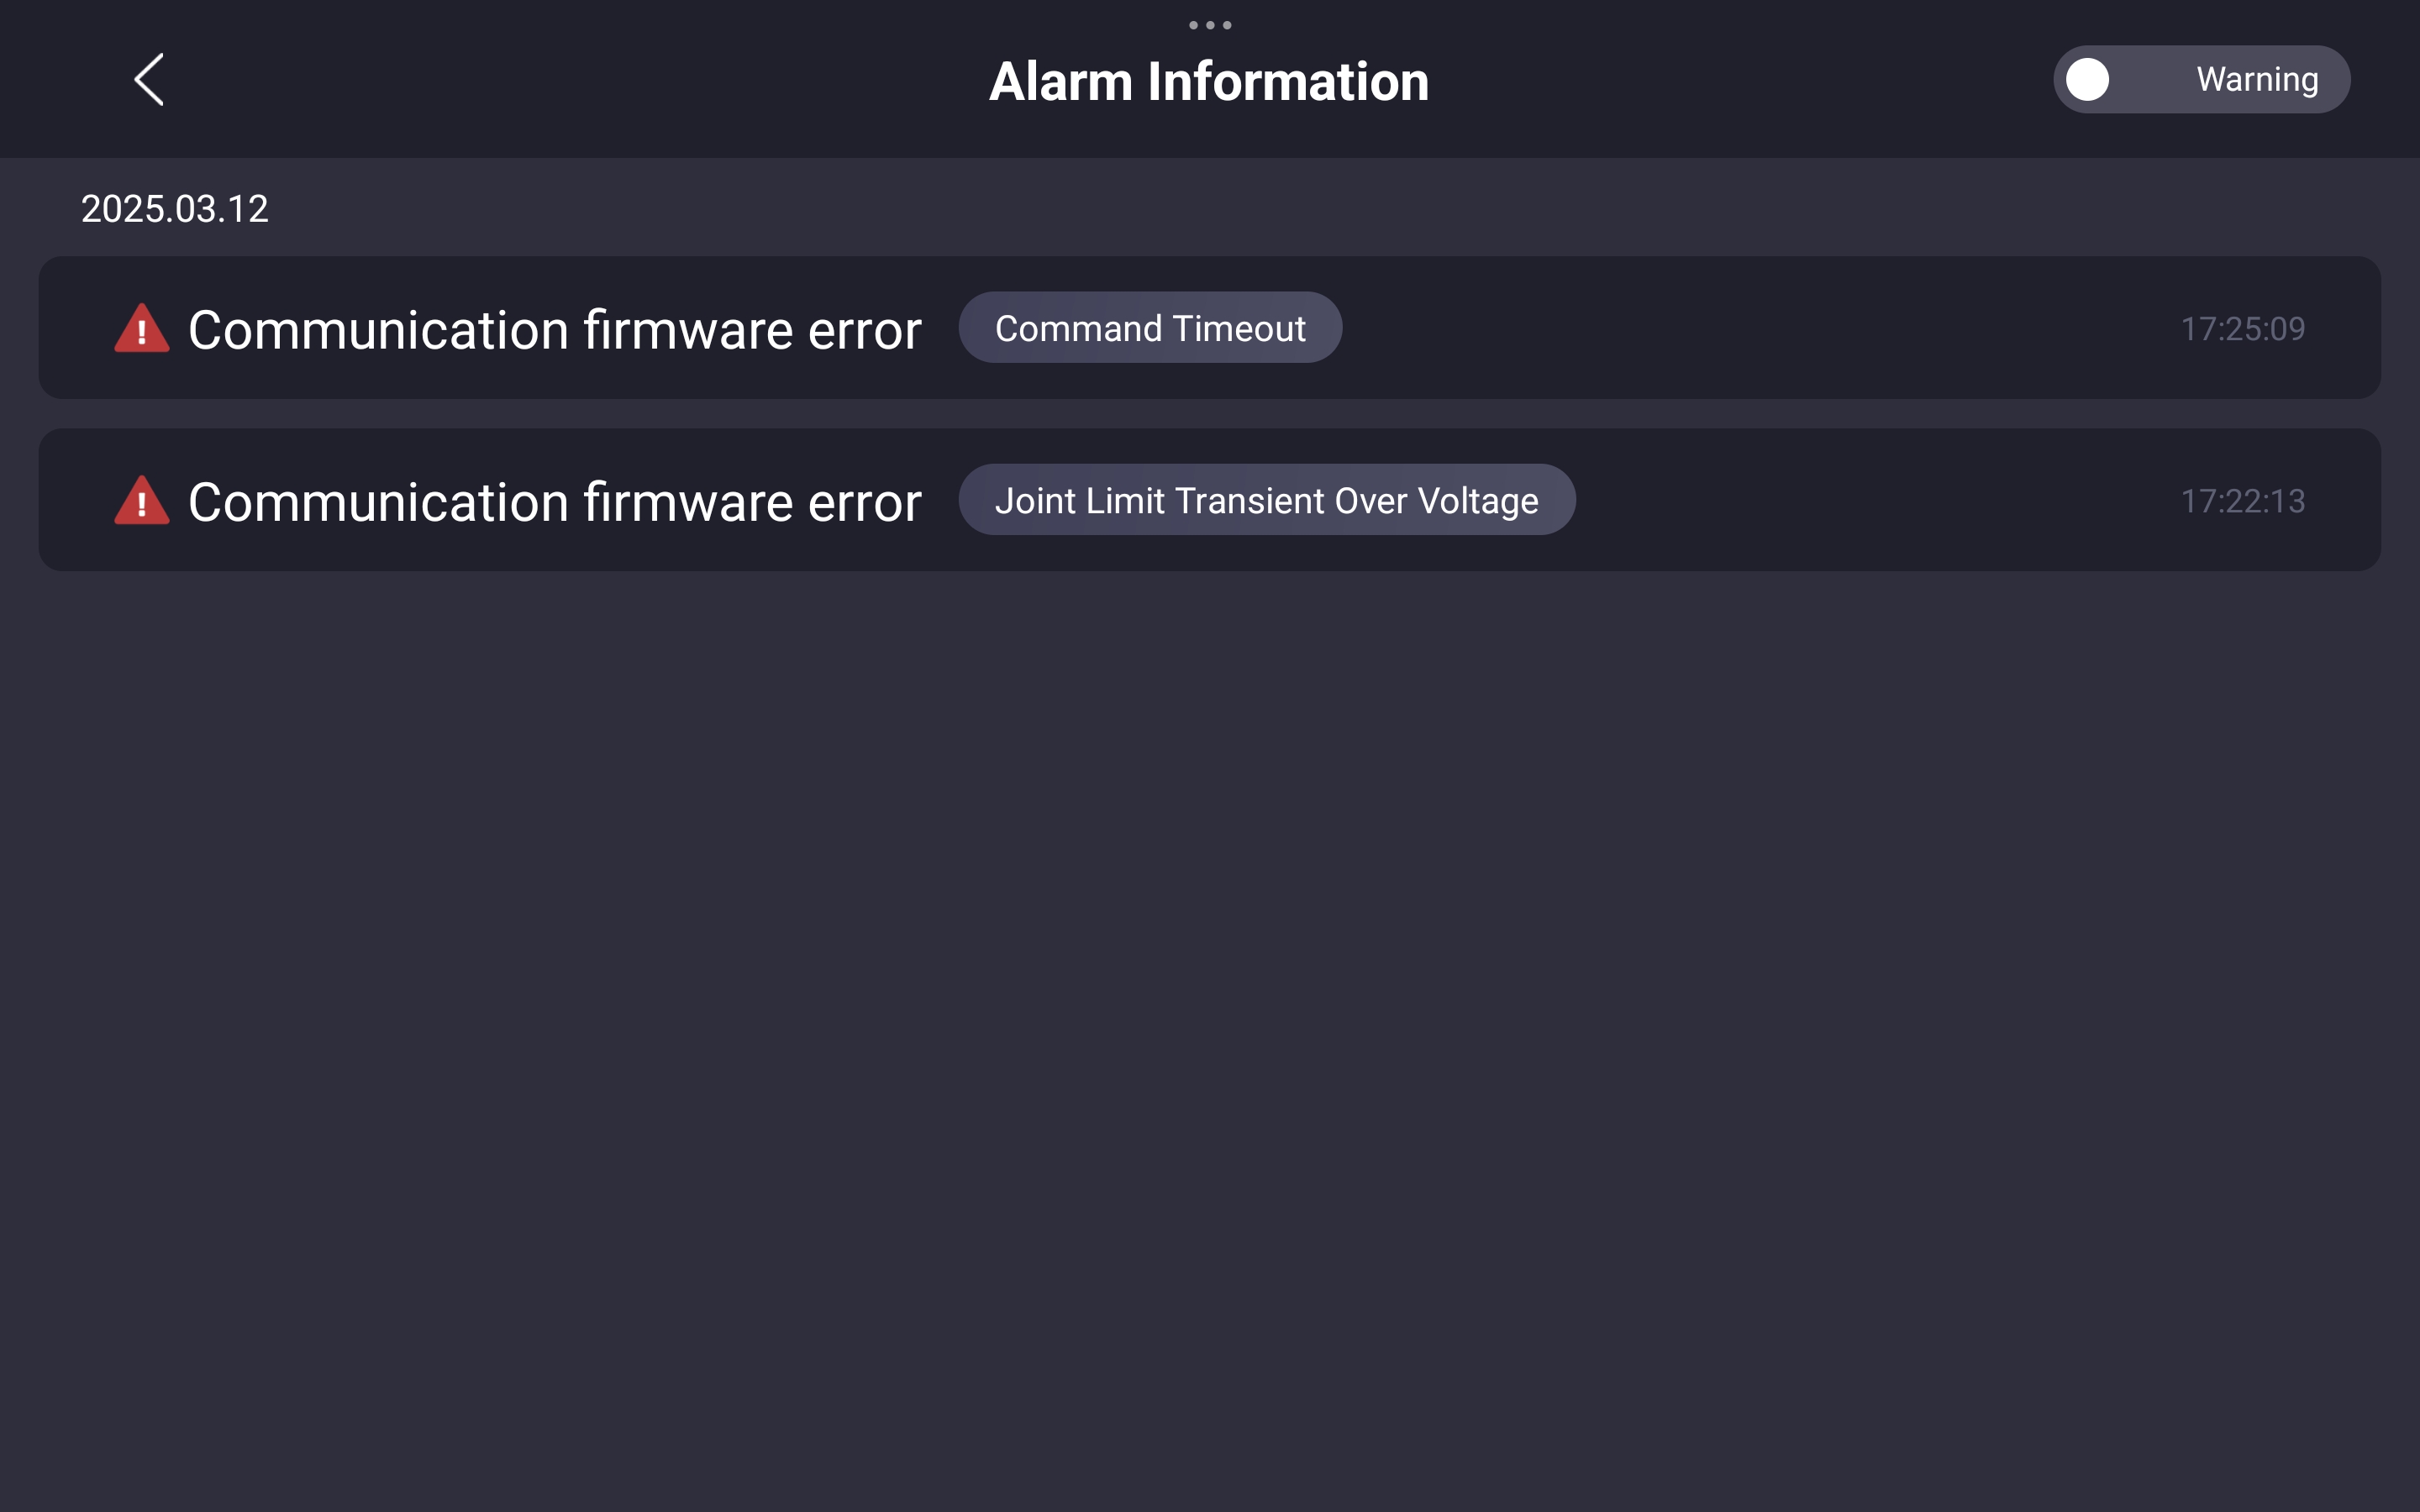 Alarm Information
Warning
2025.03.12
Communication firmware error Command Timeout 17:25:09
Communication firmware error Joint Limit Transient Over Voltage 17:22:13